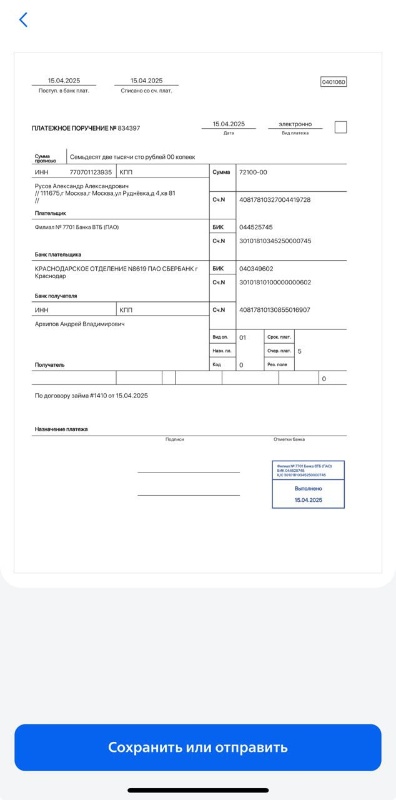 15.04.2025 15.04.2025 0401060
Поступ. в банк плат. Списано со сч. плат.
ПЛАТЕЖНОЕ ПОРУЧЕНИЕ № 834397 15.04.2025 электронно
Дата Вид платежа
Сумма прописью Семьдесят две тысячи сто рублей 00 копеек
ИНН 770701123935 КПП Сумма 72100-00
Русов Александр Александрович
// 111675,г Москва,г Москва,ул Руднёвка,д 4,кв 81
//
Сч.N 40817810327004419728
Плательщик
Филиал № 7701 Банка ВТБ (ПАО) БИК 044525745
Сч.N 30101810345250000745
Банк плательщика
КРАСНОДАРСКОЕ ОТДЕЛЕНИЕ N8619 ПАО СБЕРБАНК г Краснодар БИК 040349602
Сч.N 30101810100000000602
Банк получателя
ИНН КПП Сч.N 40817810130855016907
Архипов Андрей Владимирович
Вид оп. 01 Срок. плат.
Назн. пл. Очер. плат. 5
Получатель Код 0 Рез. поле
0
По договору займа #1410 от 15.04.2025
Назначение платежа
Подписи Отметки банка
Филиал № 7701 Банка ВТБ (ПАО)
БИК 044525745
К/С 30101810345250000745
Выполнено
15.04.2025
Сохранить или отправить